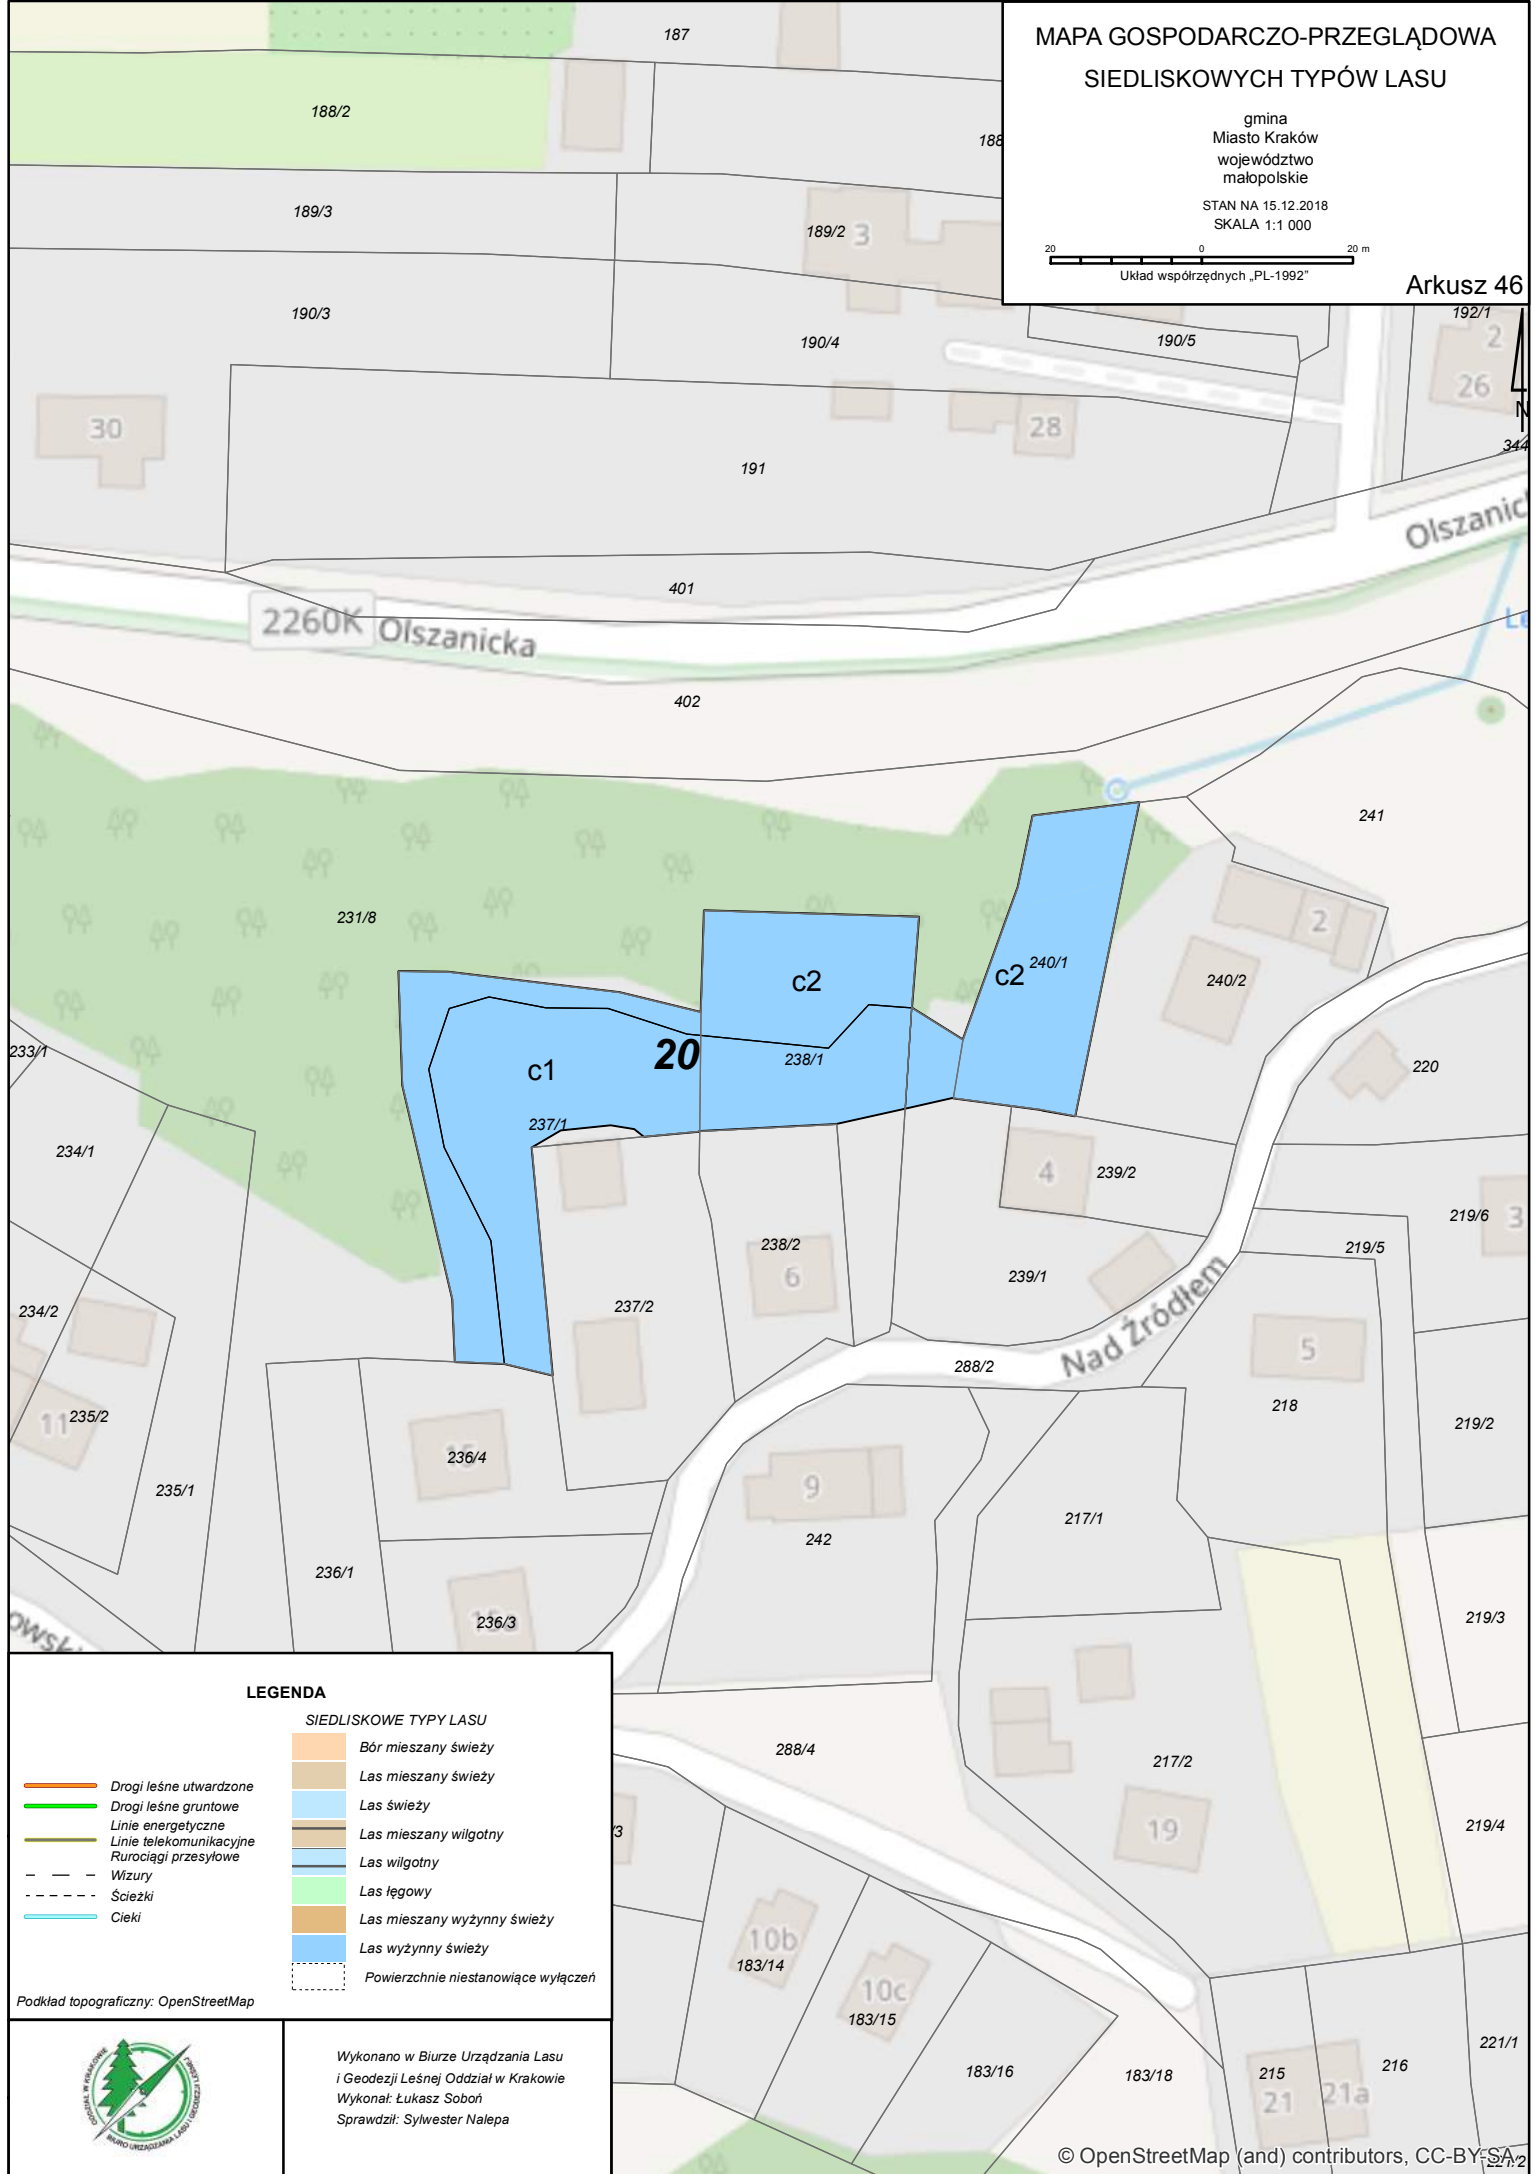 MAPA GOSPODARCZO-PRZEGLĄDOWA
SIEDLISKOWYCH TYPÓW LASU
gmina
Miasto Kraków
województwo
małopolskie
STAN NA 15.12.2018
SKALA 1:1 000
20 0 20 m
Układ współrzędnych „PL-1992”
Arkusz 46
187
188/2
188
189/3
189/2
3
190/3
190/4
190/5
192/1
2
26
N
30
28
191
344
Olszanic
401
2260K
Olszanicka
402
Le
241
231/8
2
c2
c2
240/1
240/2
233/1
20
238/1
c1
220
237/1
234/1
4
239/2
219/6
3
238/2
219/5
6
239/1
234/2
237/2
Nad Źródłem
5
288/2
218
11
235/2
219/2
236/4
9
235/1
217/1
242
236/1
219/3
236/3
owsk
288/4
217/2
19
219/4
/3
10b
183/14
10c
183/15
183/16
183/18
215
21
21a
216
221/1
LEGENDA
SIEDLISKOWE TYPY LASU
Bór mieszany świeży
Las mieszany świeży
Las świeży
Las mieszany wilgotny
Las wilgotny
Las łęgowy
Las mieszany wyżynny świeży
Las wyżynny świeży
Powierzchnie niestanowiące wyłączeń
Drogi leśne utwardzone
Drogi leśne gruntowe
Linie energetyczne
Linie telekomunikacyjne
Rurociągi przesyłowe
Wizury
Ścieżki
Cieki
Podkład topograficzny: OpenStreetMap
ODDZIAŁ W KRAKOWIE
BIURO URZĄDZANIA LASU I GEODEZJI LEŚNEJ
Wykonano w Biurze Urządzania Lasu
i Geodezji Leśnej Oddział w Krakowie
Wykonał: Łukasz Soboń
Sprawdził: Sylwester Nalepa
© OpenStreetMap (and) contributors, CC-BY-SA